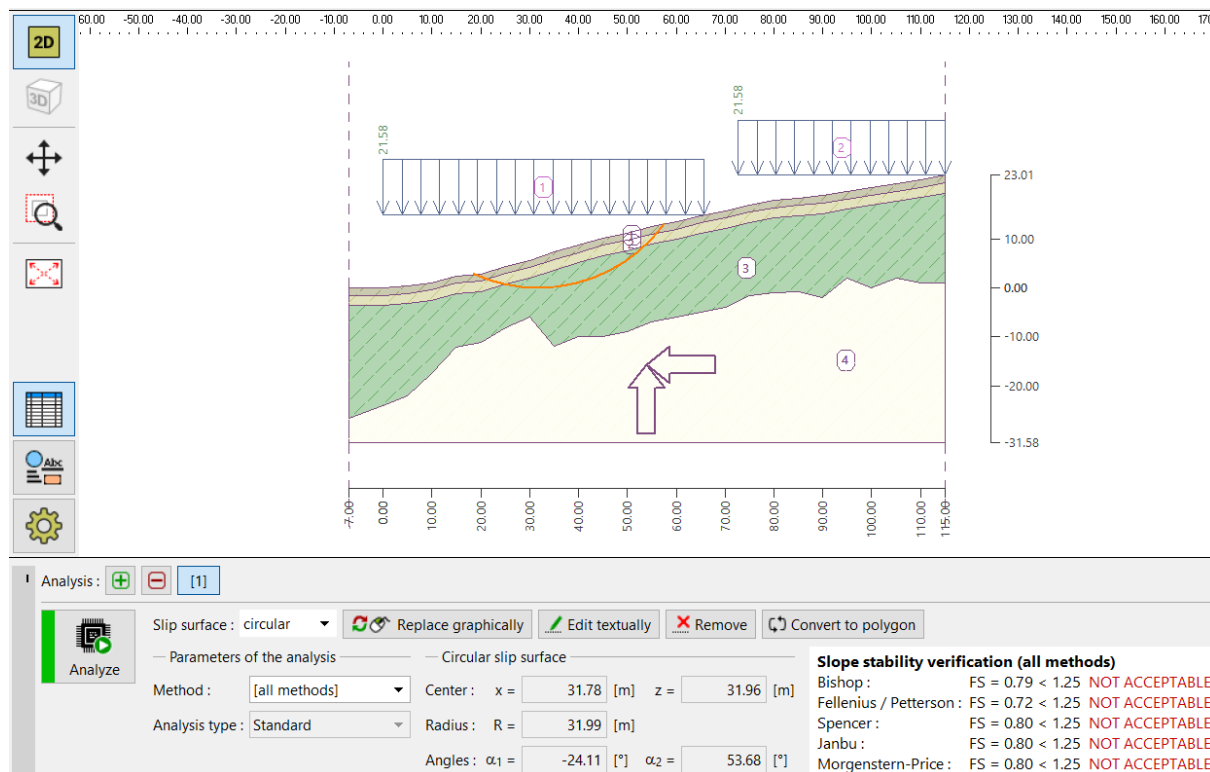 60.00 -50.00 -40.00 -30.00 -20.00 -10.00 0.00 10.00 20.00 30.00 40.00 50.00 60.00 70.00 80.00 90.00 100.00 110.00 120.00 130.00 140.00 150.00 160.00
2D
3D
21.58
21.58
1
2
3
4
23.01
10.00
0.00
-10.00
-20.00
-31.58
-7.00 0.00 10.00 20.00 30.00 40.00 50.00 60.00 70.00 80.00 90.00 100.00 110.00 115.00
Abc
Analysis : [1]
Analyze
Slip surface : circular Replace graphically Edit textually Remove Convert to polygon
Parameters of the analysis
Method : [all methods]
Analysis type : Standard
Circular slip surface
Center : x = 31.78 [m] z = 31.96 [m]
Radius : R = 31.99 [m]
Angles : α1 = -24.11 [°] α2 = 53.68 [°]
Slope stability verification (all methods)
Bishop : FS = 0.79 < 1.25 NOT ACCEPTABLE
Fellenius / Petterson : FS = 0.72 < 1.25 NOT ACCEPTABLE
Spencer : FS = 0.80 < 1.25 NOT ACCEPTABLE
Janbu : FS = 0.80 < 1.25 NOT ACCEPTABLE
Morgenstern-Price : FS = 0.80 < 1.25 NOT ACCEPTABLE